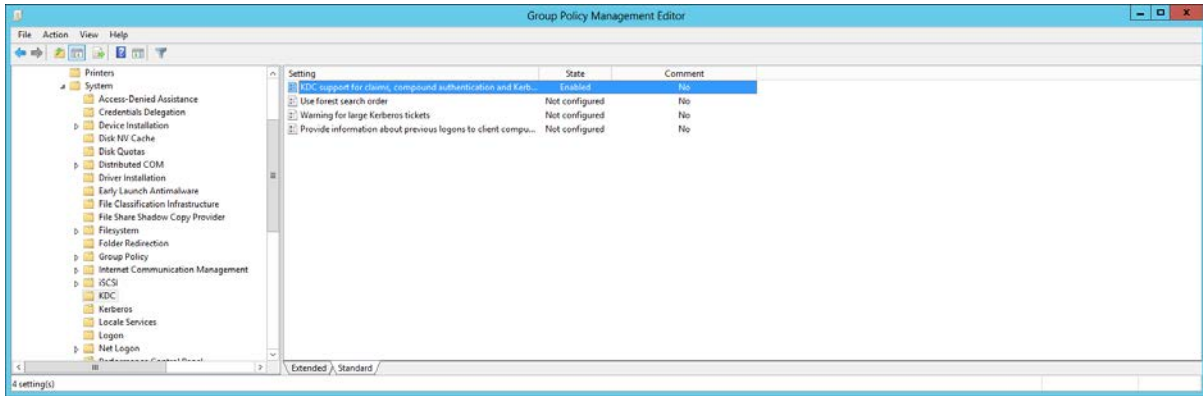 Group Policy Management Editor
File Action View Help
Printers
System
Access-Denied Assistance
Credentials Delegation
Device Installation
Disk NV Cache
Disk Quotas
Distributed COM
Driver Installation
Early Launch Antimalware
File Classification Infrastructure
File Share Shadow Copy Provider
Filesystem
Folder Redirection
Group Policy
Internet Communication Management
iSCSI
KDC
Kerberos
Locale Services
Logon
Net Logon
Setting State Comment
KDC support for claims, compound authentication and Kerb... Enabled No
Use forest search order Not configured No
Warning for large Kerberos tickets Not configured No
Provide information about previous logons to client compu... Not configured No
Extended Standard
4 setting(s)